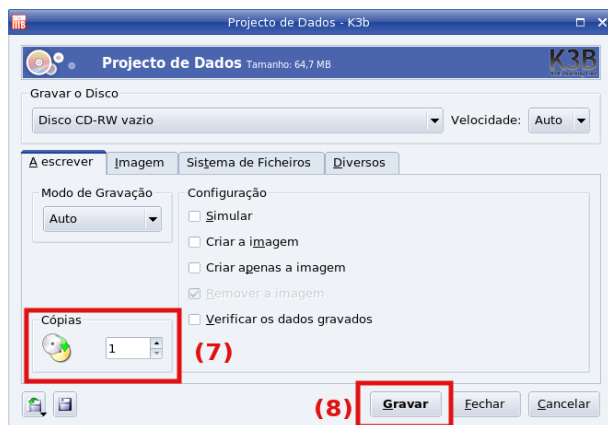 Projecto de Dados - K3b
Projecto de Dados Tamanho: 64,7 MB
K3B
Gravar o Disco
Disco CD-RW vazio Velocidade: Auto
A escrever Imagem Sistema de Ficheiros Diversos
Modo de Gravação Configuração
Auto
Simular
Criar a imagem
Criar apenas a imagem
Remover a imagem
Cópias
Verificar os dados gravados
1 (7)
(8) Gravar Fechar Cancelar